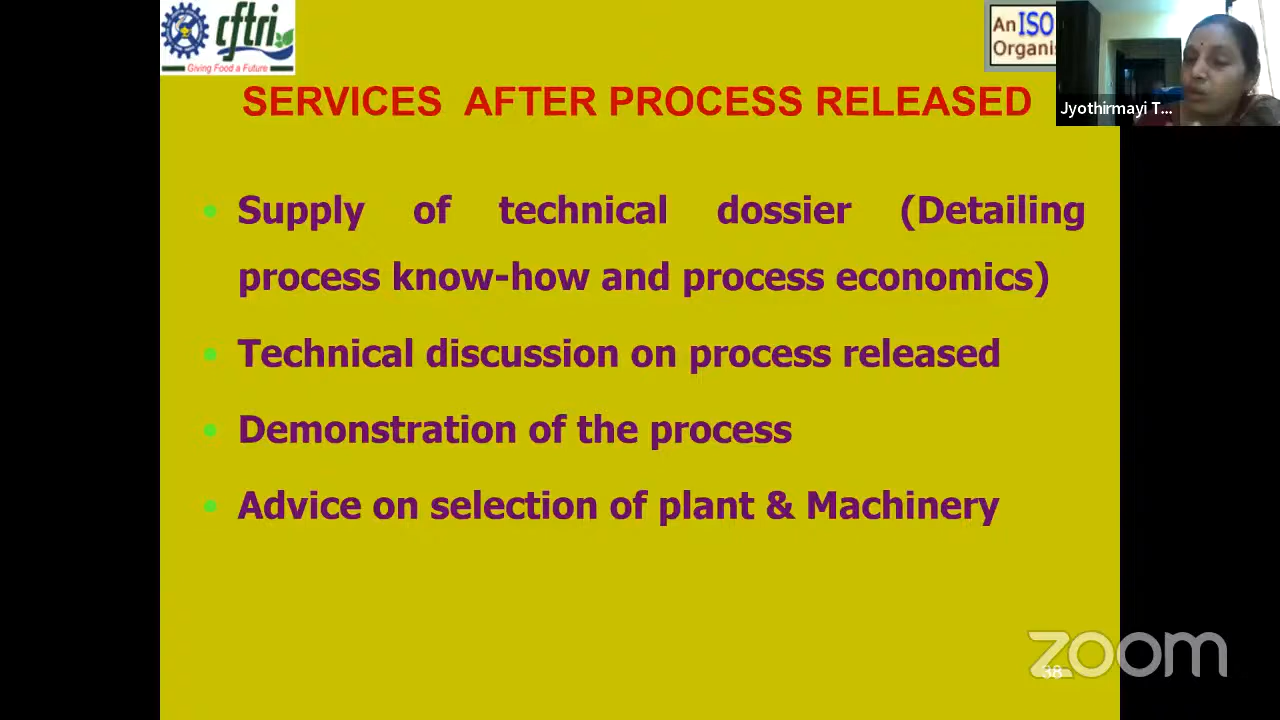 cftri
Giving Food a Future
An ISO
Organis
Jyothirmayi T...
SERVICES AFTER PROCESS RELEASED
• Supply of technical dossier (Detailing
process know-how and process economics)
• Technical discussion on process released
• Demonstration of the process
• Advice on selection of plant & Machinery
zoom
38